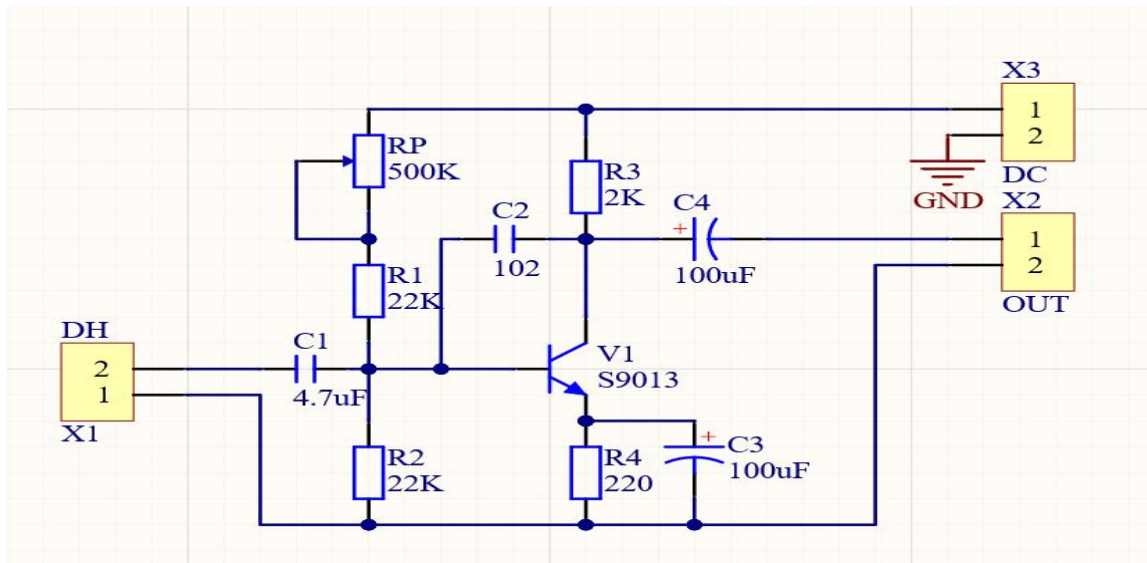 X3
1
2
DC
GND
X2
1
2
OUT
RP
500K
R3
2K
C4
+
100uF
C2
102
R1
22K
DH
2
1
X1
C1
4.7uF
V1
S9013
R2
22K
R4
220
+
C3
100uF